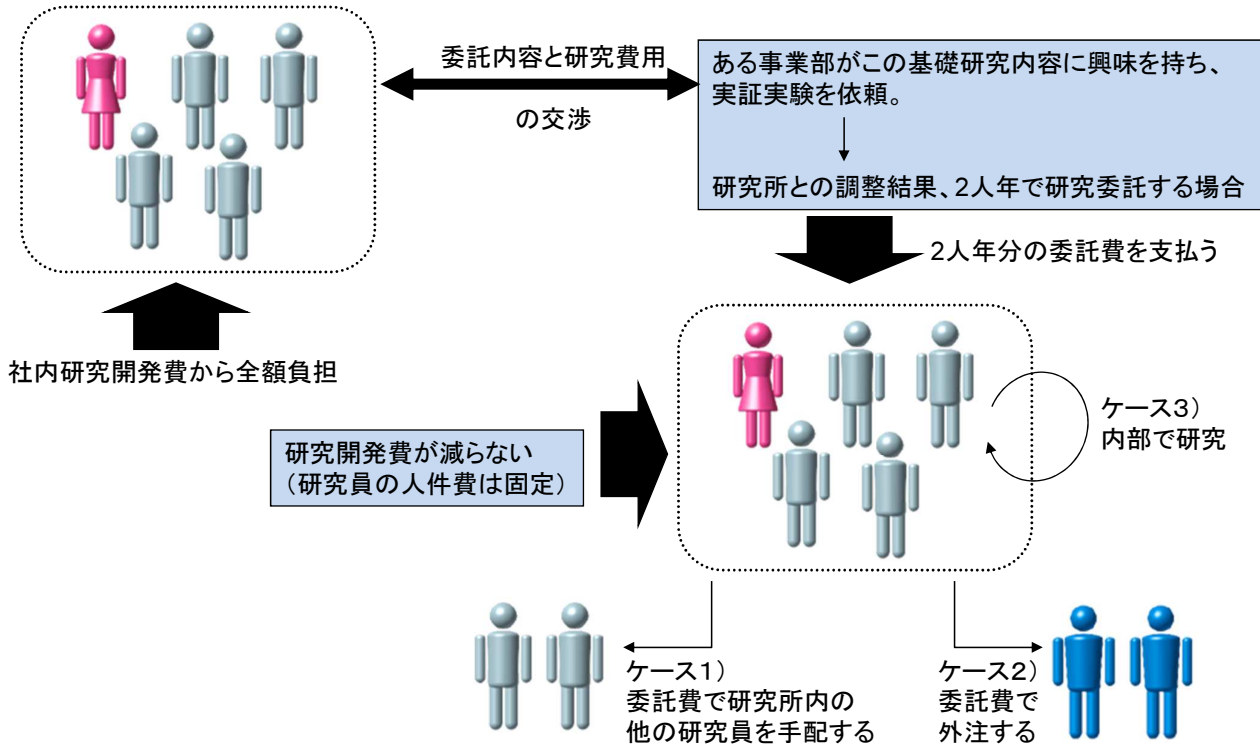 委託内容と研究費用
の交渉
ある事業部がこの基礎研究内容に興味を持ち、
実証実験を依頼。
研究所との調整結果、2人年で研究委託する場合
2人年分の委託費を支払う
社内研究開発費から全額負担
研究開発費が減らない
(研究員の人件費は固定)
ケース3)
内部で研究
ケース1)
委託費で研究所内の
他の研究員を手配する
ケース2)
委託費で
外注する